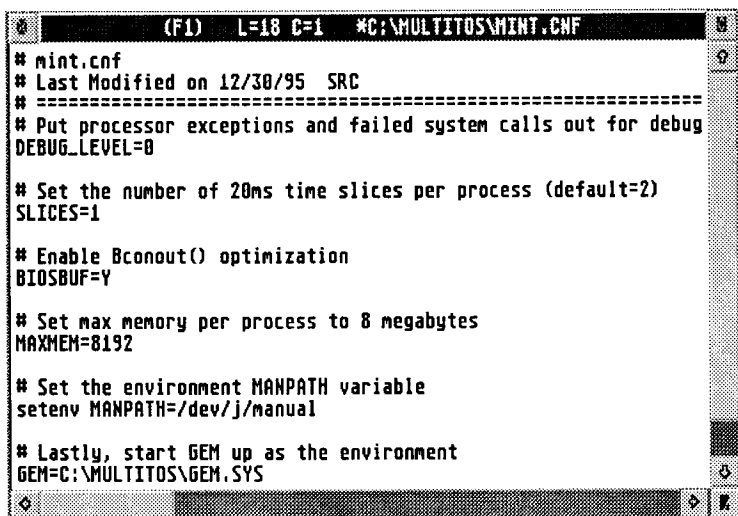 (F1) L=18 C=1 *C:\MULTITOS\MINT.CNF
# mint.cnf
# Last Modified on 12/30/95 SRC
# ================================================================
# Put processor exceptions and failed system calls out for debug
DEBUG_LEVEL=0
# Set the number of 20ms time slices per process (default=2)
SLICES=1
# Enable Bconout() optimization
BIOSBUF=Y
# Set max memory per process to 8 megabytes
MAXMEM=8192
# Set the environment MANPATH variable
setenv MANPATH=/dev/j/manual
# Lastly, start GEM up as the environment
GEM=C:\MULTITOS\GEM.SYS